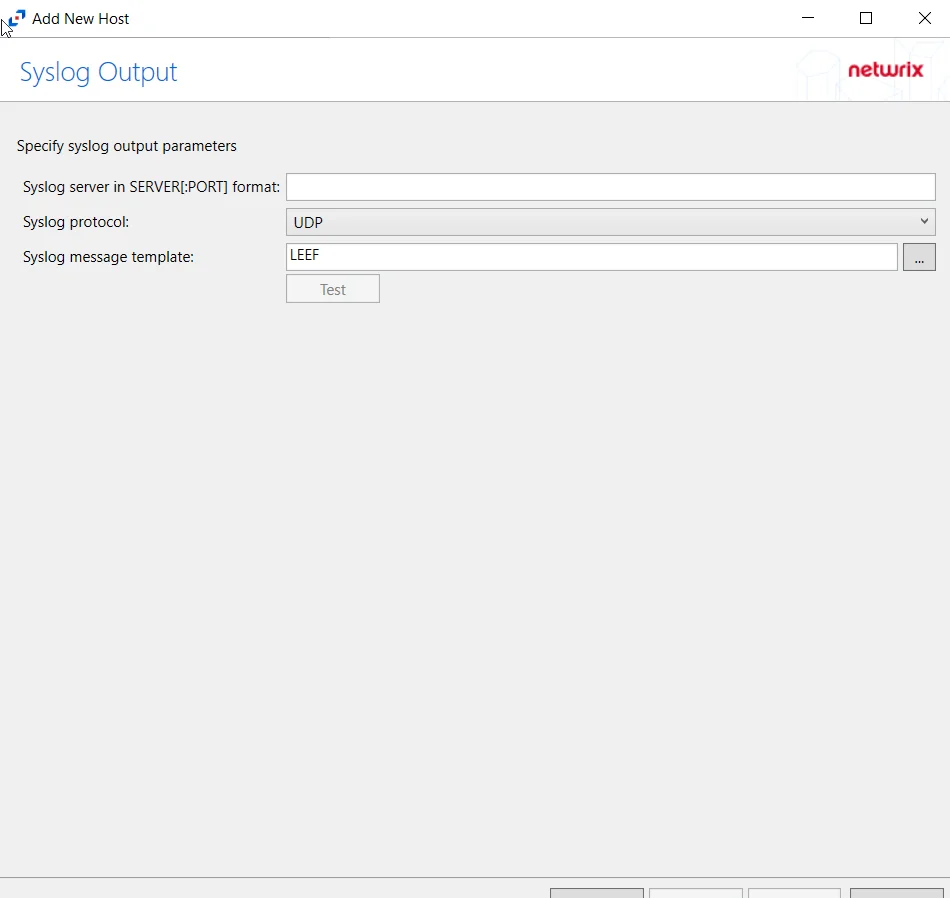 Add New Host
Syslog Output
netwrix
Specify syslog output parameters
Syslog server in SERVER[:PORT] format:
Syslog protocol:
UDP
Syslog message template:
LEEF
...
Test